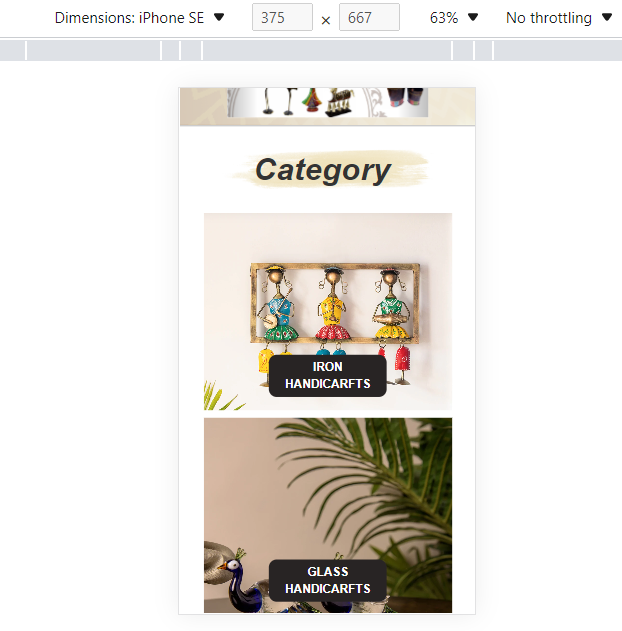 Dimensions: iPhone SE 375 × 667 63% No throttling
Category
IRON
HANDICARFTS
GLASS
HANDICARFTS